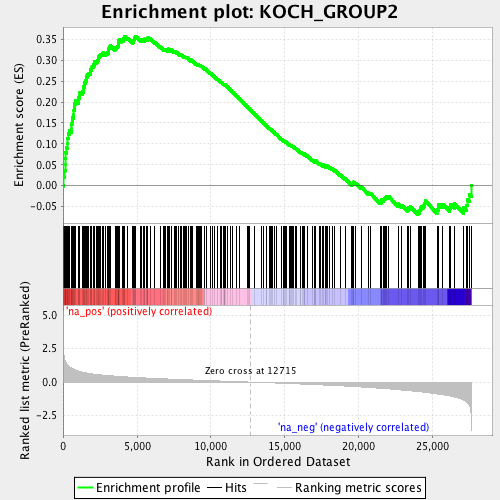 Enrichment plot: KOCH_GROUP2
Enrichment score (ES)
0.35
0.30
0.25
0.20
0.15
0.10
0.05
0.00
-0.05
'na_pos' (positively correlated)
Ranked list metric (PreRanked)
5.0
2.5
0.0
-2.5
Zero cross at 12715
'na_neg' (negatively correlated)
0 5,000 10,000 15,000 20,000 25,000
Rank in Ordered Dataset
Enrichment profile Hits Ranking metric scores